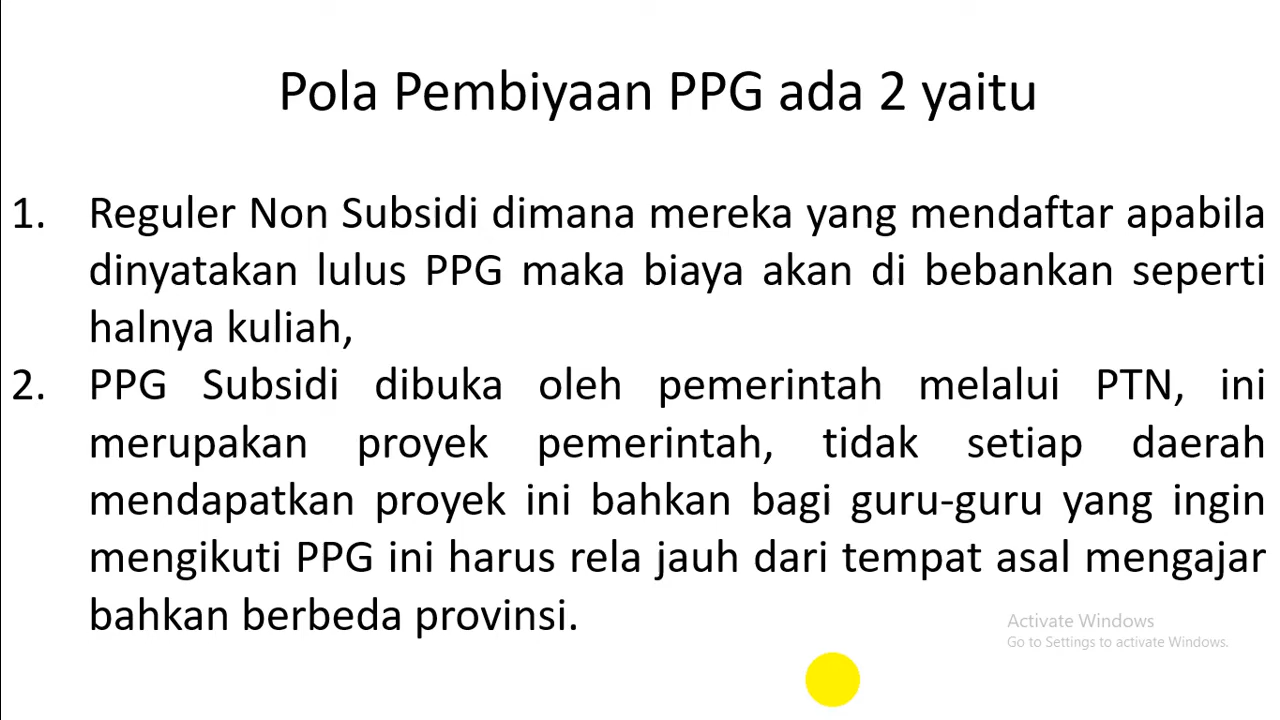 Pola Pembiyaan PPG ada 2 yaitu
1. Reguler Non Subsidi dimana mereka yang mendaftar apabila
dinyatakan lulus PPG maka biaya akan di bebankan seperti
halnya kuliah,
2. PPG Subsidi dibuka oleh pemerintah melalui PTN, ini
merupakan proyek pemerintah, tidak setiap daerah
mendapatkan proyek ini bahkan bagi guru-guru yang ingin
mengikuti PPG ini harus rela jauh dari tempat asal mengajar
bahkan berbeda provinsi.
Activate Windows
Go to Settings to activate Windows.